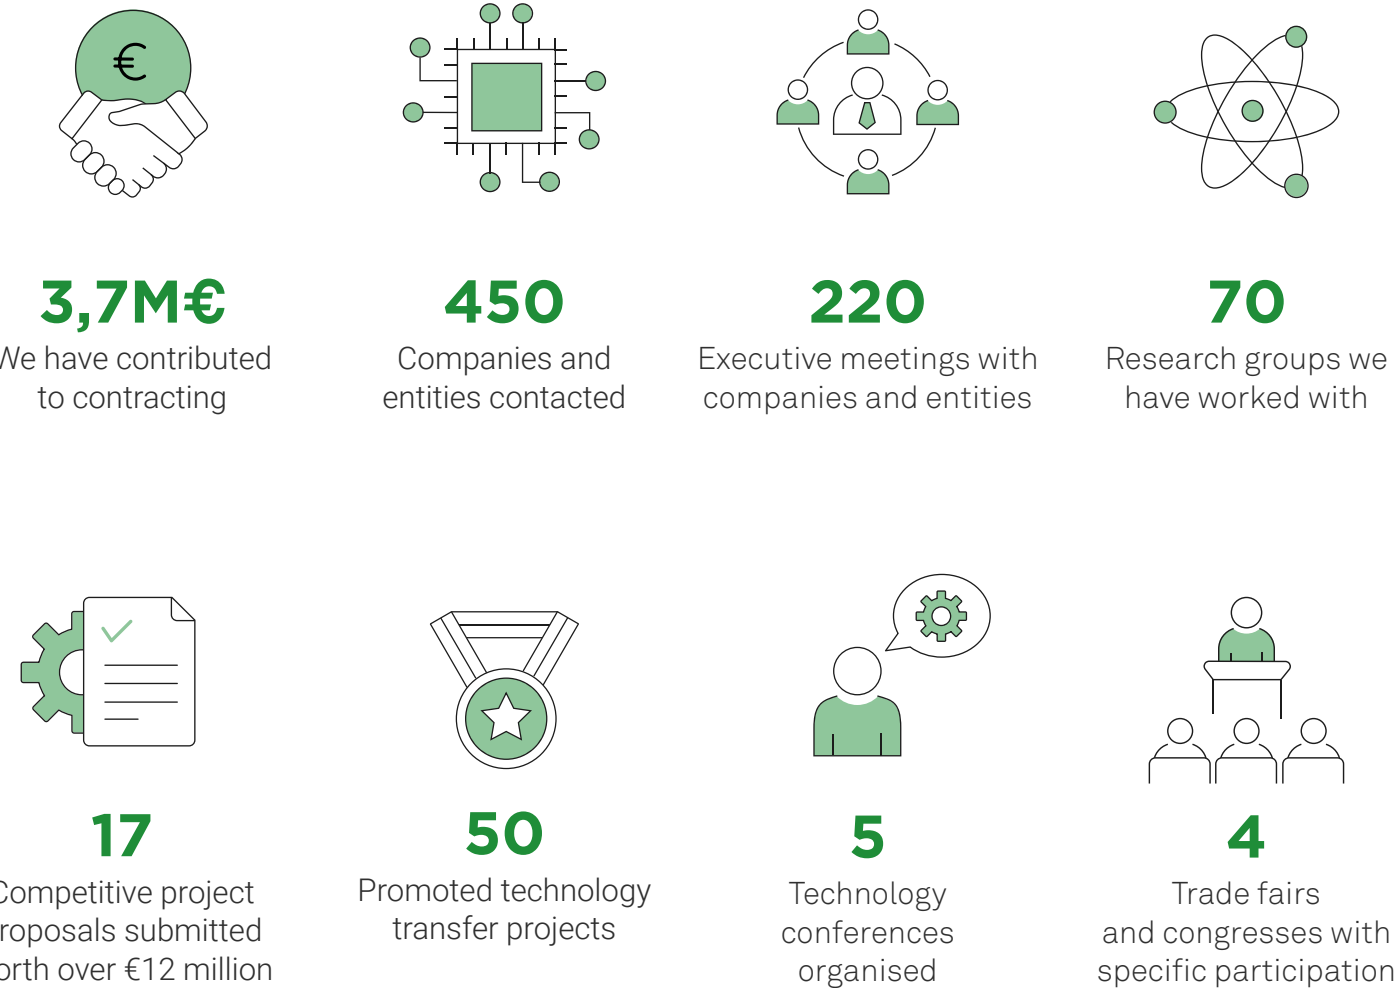 €
3,7M€
We have contributed
to contracting
450
Companies and
entities contacted
220
Executive meetings with
companies and entities
70
Research groups we
have worked with
17
Competitive project
proposals submitted
worth over €12 million
50
Promoted technology
transfer projects
5
Technology
conferences
organised
4
Trade fairs
and congresses with
specific participation